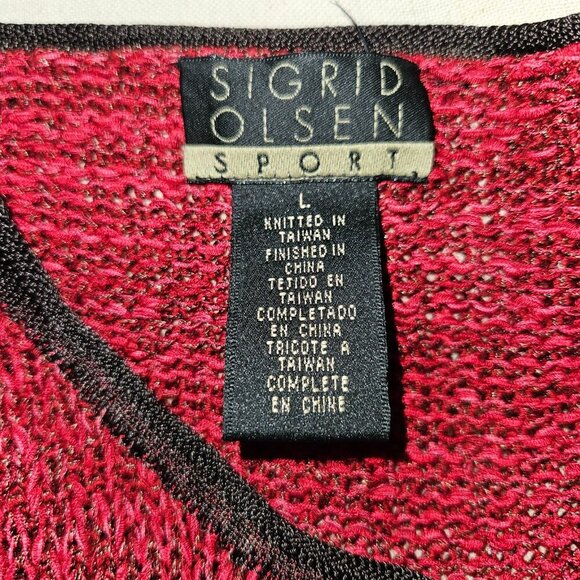 SIGRID
OLSEN
SPORT
L
KNITTED IN
TAIWAN
FINISHED IN
CHINA
TEJIDO EN
TAIWAN
COMPLETADO
EN CHINA
TRICOTE A
TAIWAN
COMPLETE
EN CHINE